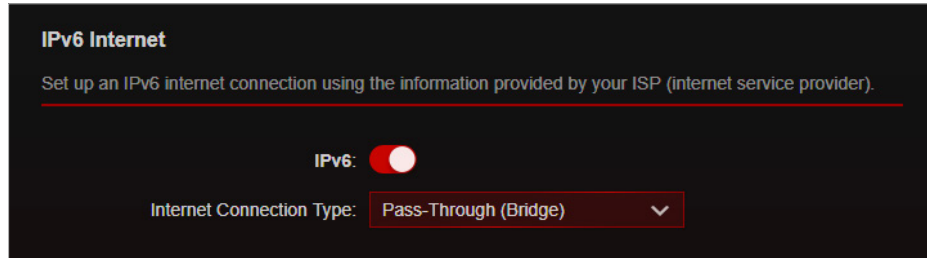 IPv6 Internet
Set up an IPv6 internet connection using the information provided by your ISP (internet service provider).
IPv6:
Internet Connection Type: Pass-Through (Bridge)